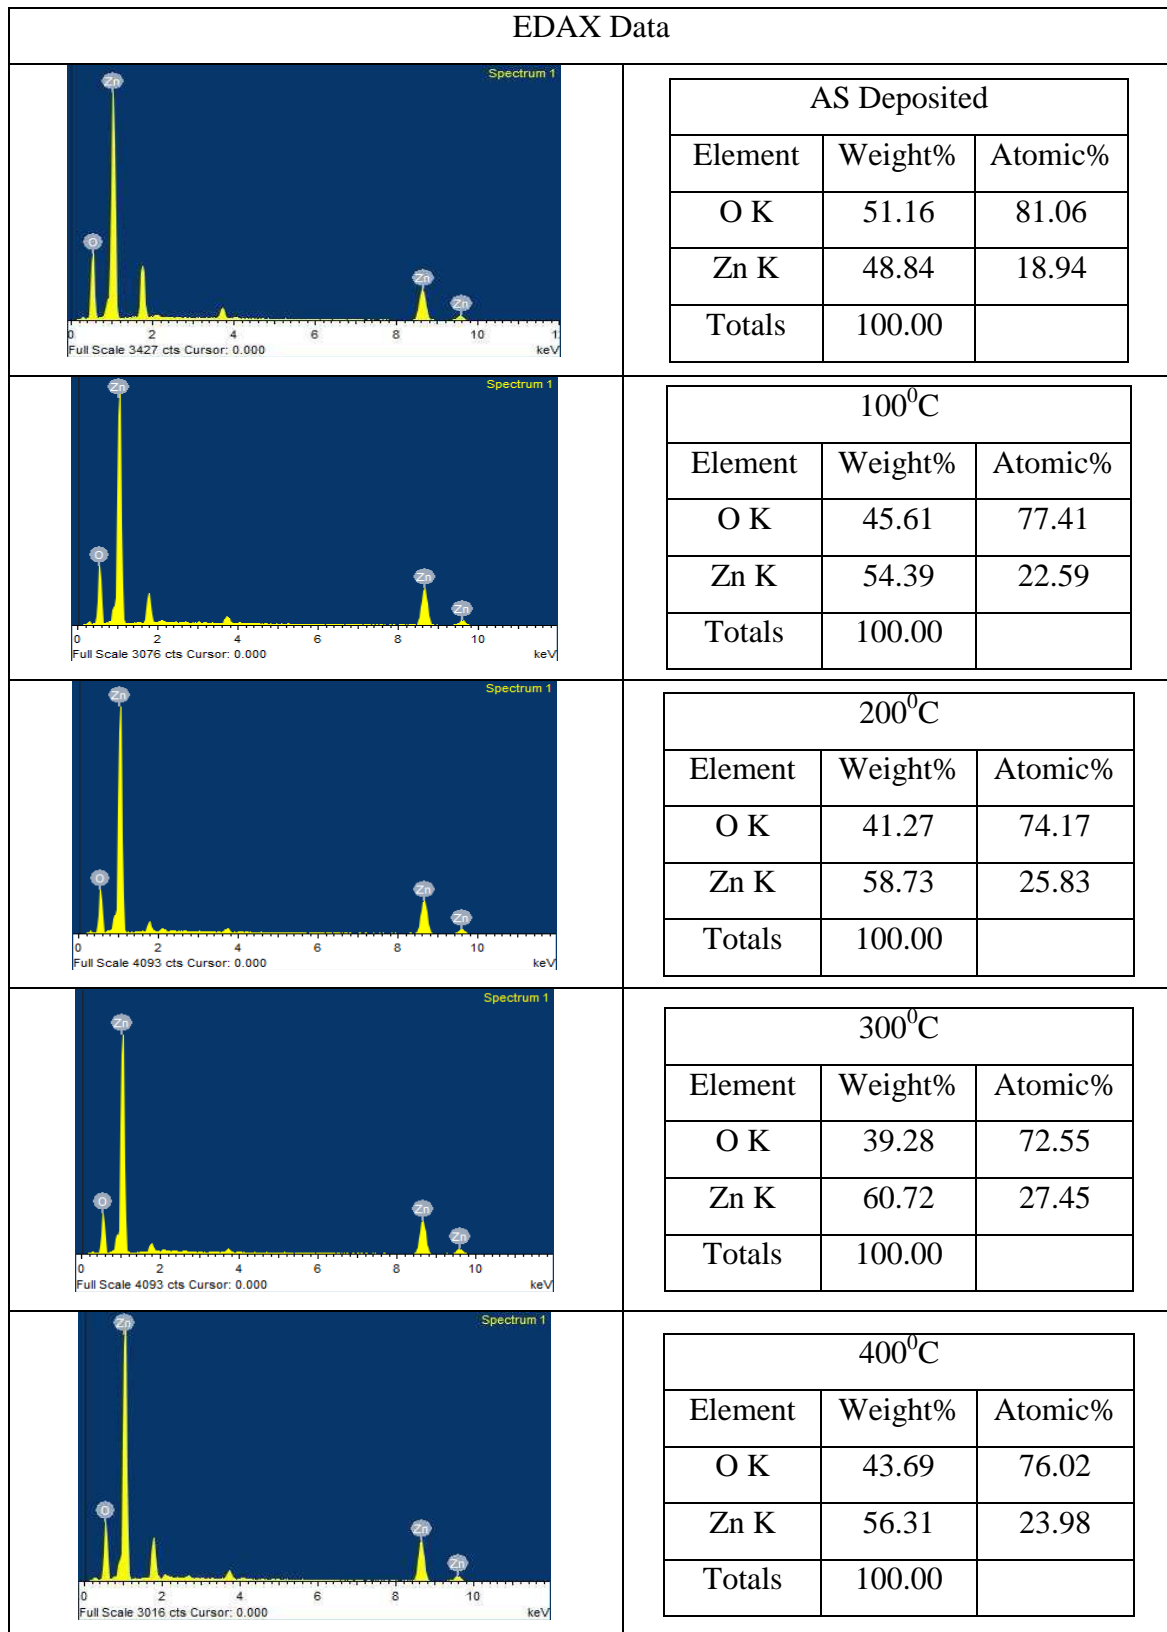 EDAX Data
Spectrum 1
Zn
O
Zn
Zn
0 2 4 6 8 10 1
Full Scale 3427 cts Cursor: 0.000 keV
AS Deposited
Element Weight% Atomic%
O K 51.16 81.06
Zn K 48.84 18.94
Totals 100.00
Spectrum 1
Zn
O
Zn
Zn
0 2 4 6 8 10
Full Scale 3076 cts Cursor: 0.000 keV
100⁰C
Element Weight% Atomic%
O K 45.61 77.41
Zn K 54.39 22.59
Totals 100.00
Spectrum 1
Zn
O
Zn
Zn
0 2 4 6 8 10
Full Scale 4093 cts Cursor: 0.000 keV
200⁰C
Element Weight% Atomic%
O K 41.27 74.17
Zn K 58.73 25.83
Totals 100.00
Spectrum 1
Zn
O
Zn
Zn
0 2 4 6 8 10
Full Scale 4093 cts Cursor: 0.000 keV
300⁰C
Element Weight% Atomic%
O K 39.28 72.55
Zn K 60.72 27.45
Totals 100.00
Spectrum 1
Zn
O
Zn
Zn
0 2 4 6 8 10
Full Scale 3016 cts Cursor: 0.000 keV
400⁰C
Element Weight% Atomic%
O K 43.69 76.02
Zn K 56.31 23.98
Totals 100.00